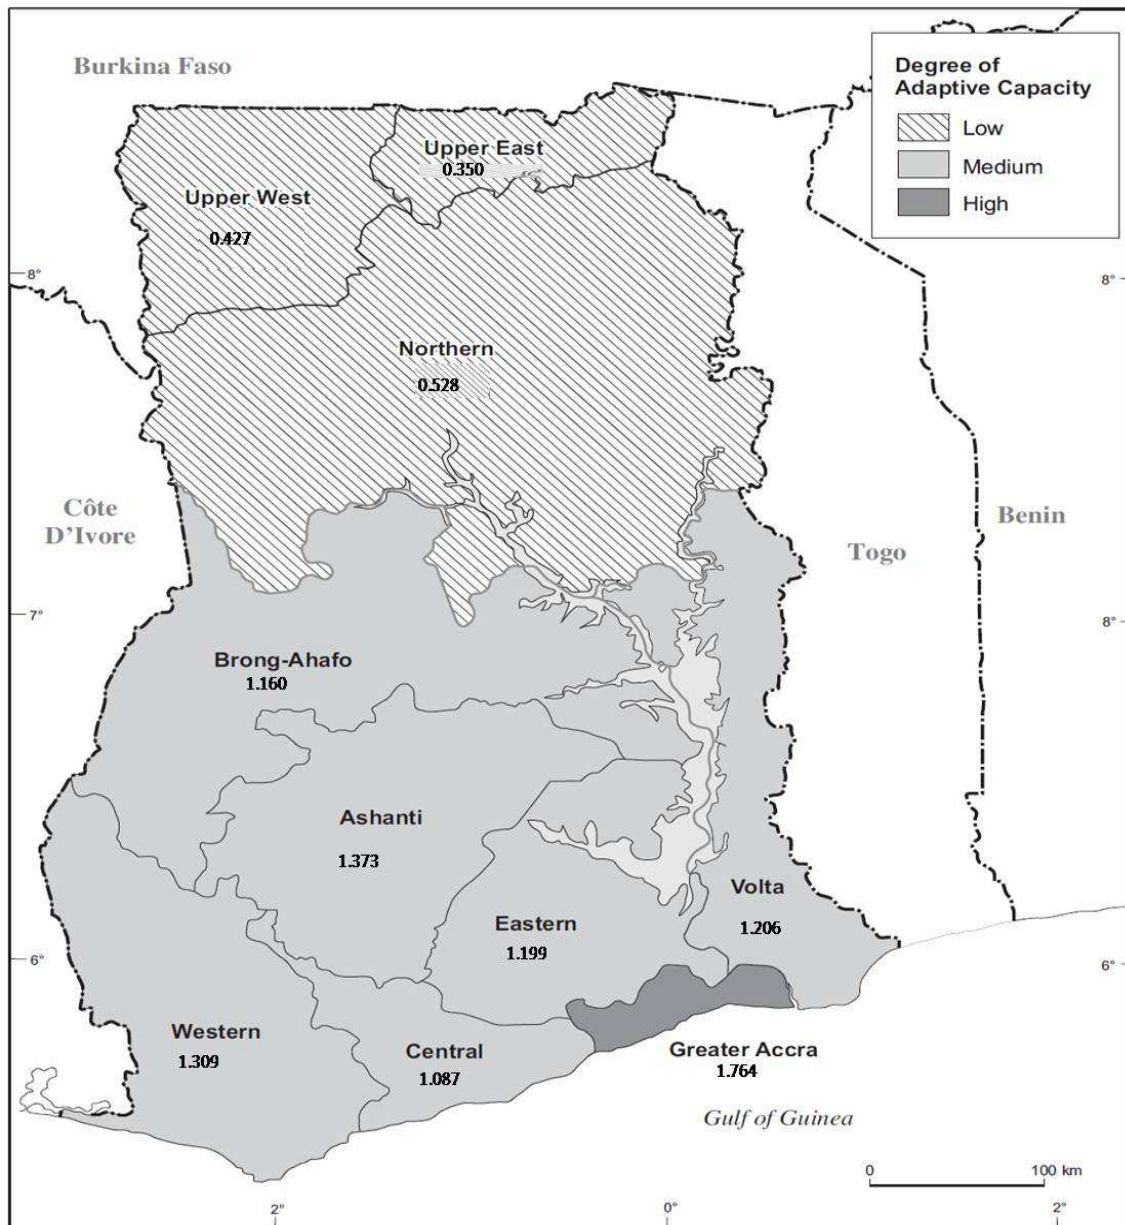 Burkina Faso
Degree of
Adaptive Capacity
Low
Medium
High
Upper East
0.350
Upper West
0.427
8°
8°
Northern
0.528
Côte
D'Ivore
Benin
Togo
7°
8°
Brong-Ahafo
1.160
Ashanti
1.373
Volta
1.206
Eastern
1.199
6°
6°
Western
1.309
Central
1.087
Greater Accra
1.764
Gulf of Guinea
0
100 km
2°
0°
2°